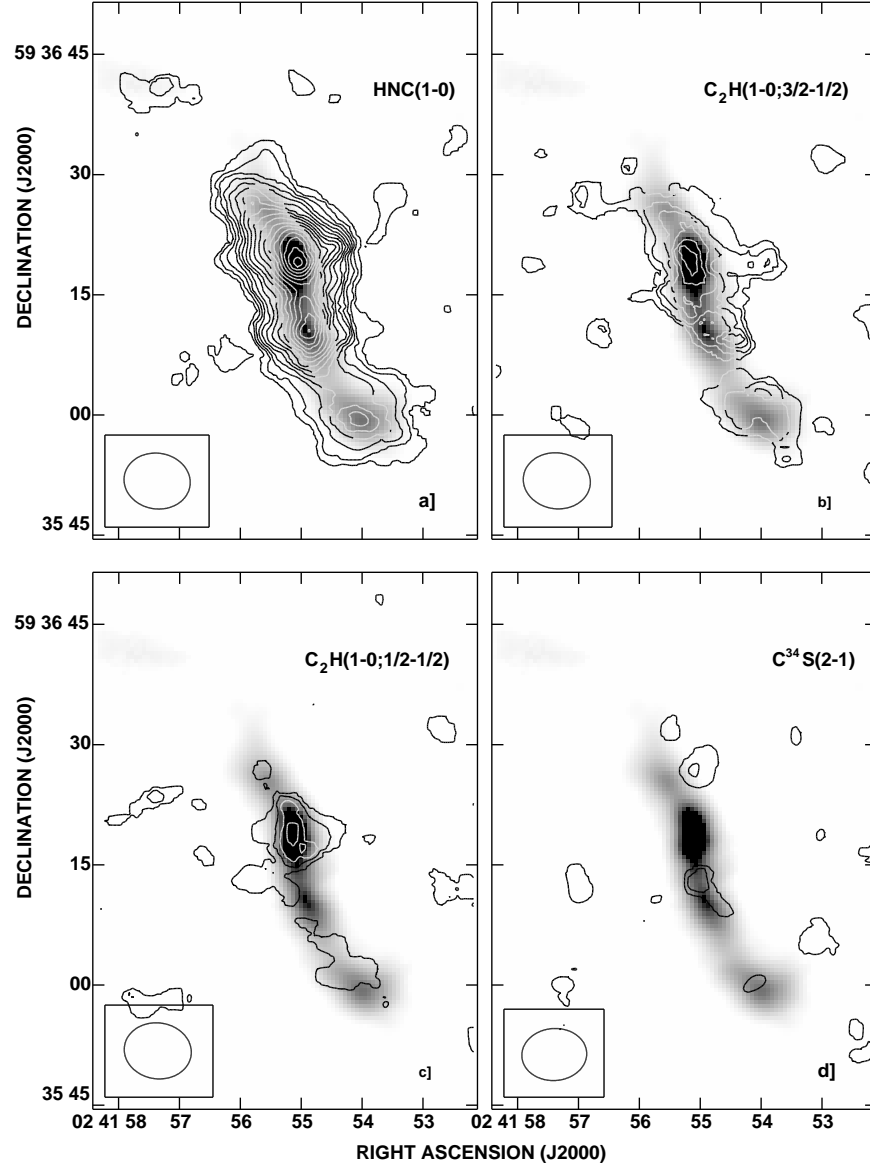 59 36 45
30
15
00
35 45
DECLINATION (J2000)
HNC(1-0)
a]
C₂H(1-0;3/2-1/2)
b]
59 36 45
30
15
00
35 45
DECLINATION (J2000)
C₂H(1-0;1/2-1/2)
c]
C³⁴S(2-1)
d]
02 41 58 57 56 55 54 53 02 41 58 57 56 55 54 53
RIGHT ASCENSION (J2000)